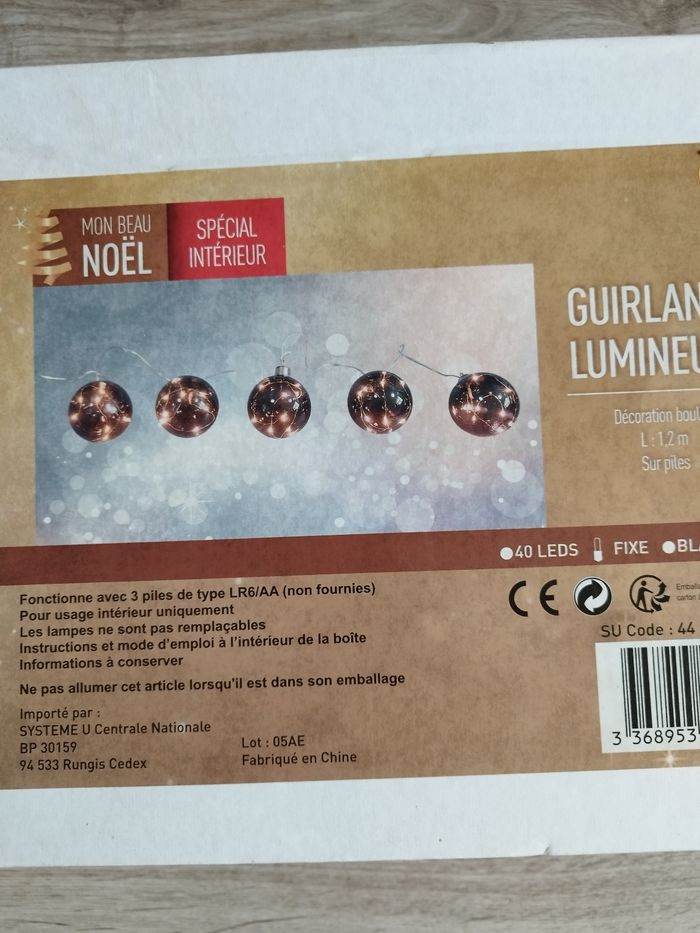 MON BEAU
NOËL
SPÉCIAL
INTÉRIEUR
GUIRLAN
LUMINEU
Décoration boul
L : 1,2 m
Sur piles
40 LEDS FIXE BLA
Fonctionne avec 3 piles de type LR6/AA (non fournies)
Pour usage intérieur uniquement
Les lampes ne sont pas remplaçables
Instructions et mode d'emploi à l'intérieur de la boîte
Informations à conserver
Ne pas allumer cet article lorsqu'il est dans son emballage
CE
Emballa
carton à
SU Code : 44
3 368953
Importé par :
SYSTEME U Centrale Nationale
BP 30159
94 533 Rungis Cedex
Lot : 05AE
Fabriqué en Chine